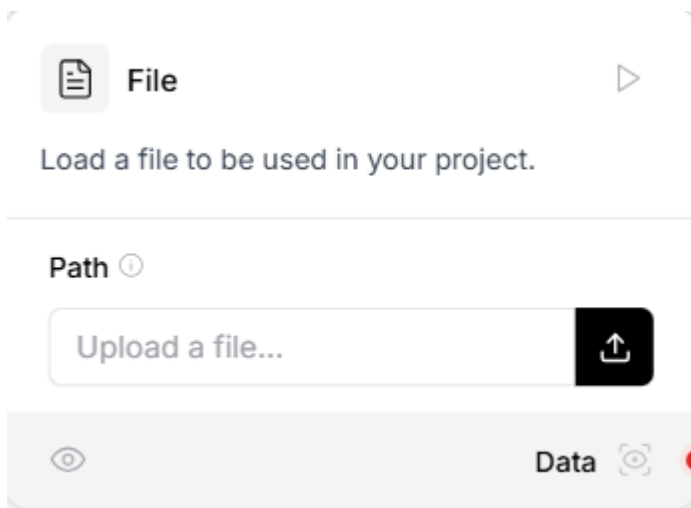 File
Load a file to be used in your project.
Path
Upload a file...
Data